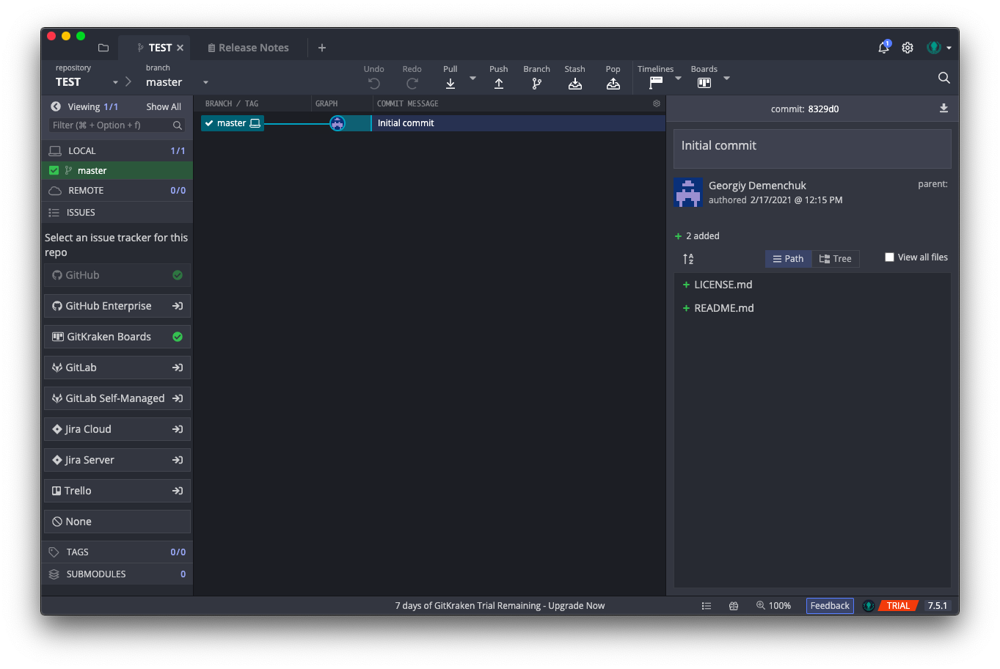 TEST
Release Notes
1
repository
TEST
branch
master
Undo
Redo
Pull
Push
Branch
Stash
Pop
Timelines
Boards
Viewing 1/1
Show All
Filter (⌘ + Option + f)
LOCAL 1/1
master
REMOTE 0/0
ISSUES
Select an issue tracker for this
repo
GitHub
GitHub Enterprise
GitKraken Boards
GitLab
GitLab Self-Managed
Jira Cloud
Jira Server
Trello
None
TAGS 0/0
SUBMODULES 0
BRANCH / TAG
GRAPH
COMMIT MESSAGE
master
Initial commit
commit: 8329d0
Initial commit
Georgiy Demenchuk
authored 2/17/2021 @ 12:15 PM
parent:
+ 2 added
A
Z
Path
Tree
View all files
+ LICENSE.md
+ README.md
7 days of GitKraken Trial Remaining - Upgrade Now
100%
Feedback
TRIAL
7.5.1